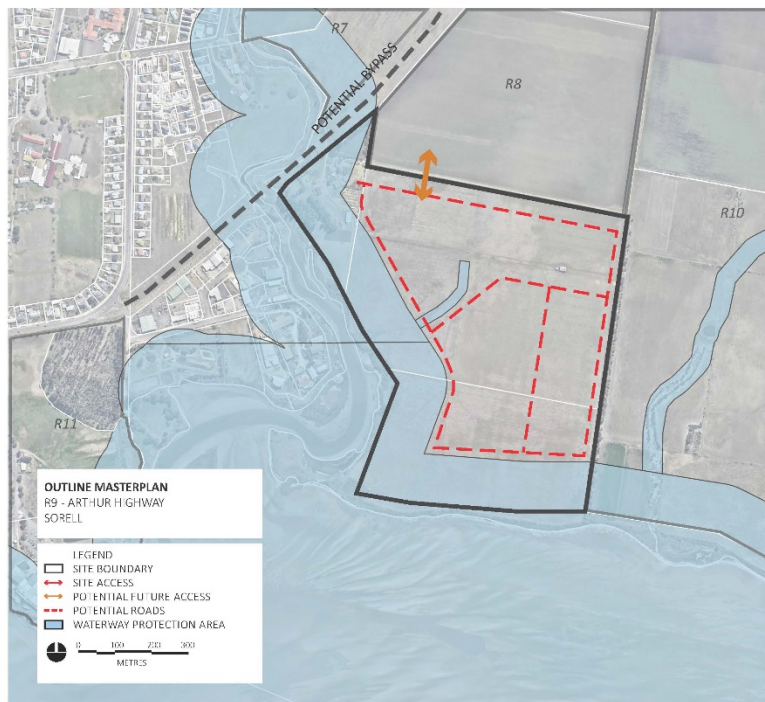 R7
POTENTIAL BYPASS
R8
R10
R11
OUTLINE MASTERPLAN
R9 - ARTHUR HIGHWAY
SORELL
LEGEND
SITE BOUNDARY
SITE ACCESS
POTENTIAL FUTURE ACCESS
POTENTIAL ROADS
WATERWAY PROTECTION AREA
0 100 200 300
METRES